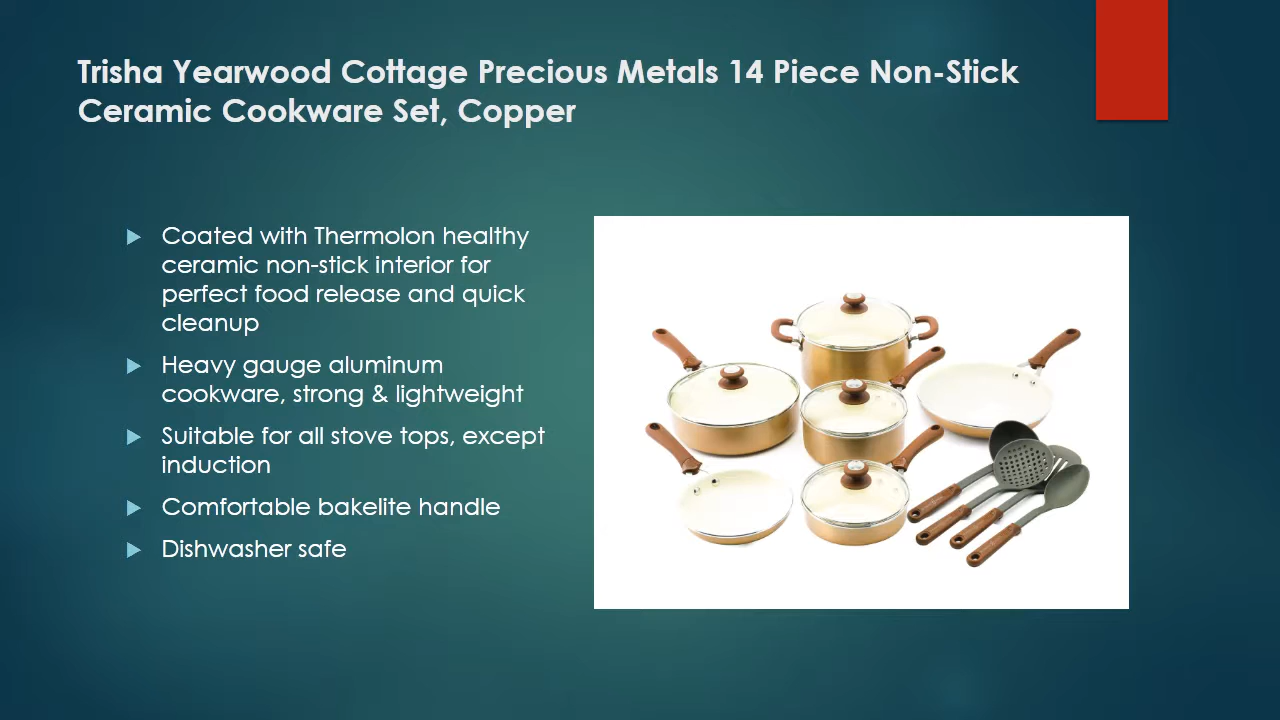 Trisha Yearwood Cottage Precious Metals 14 Piece Non-Stick
Ceramic Cookware Set, Copper
Coated with Thermolon healthy
ceramic non-stick interior for
perfect food release and quick
cleanup
Heavy gauge aluminum
cookware, strong & lightweight
Suitable for all stove tops, except
induction
Comfortable bakelite handle
Dishwasher safe